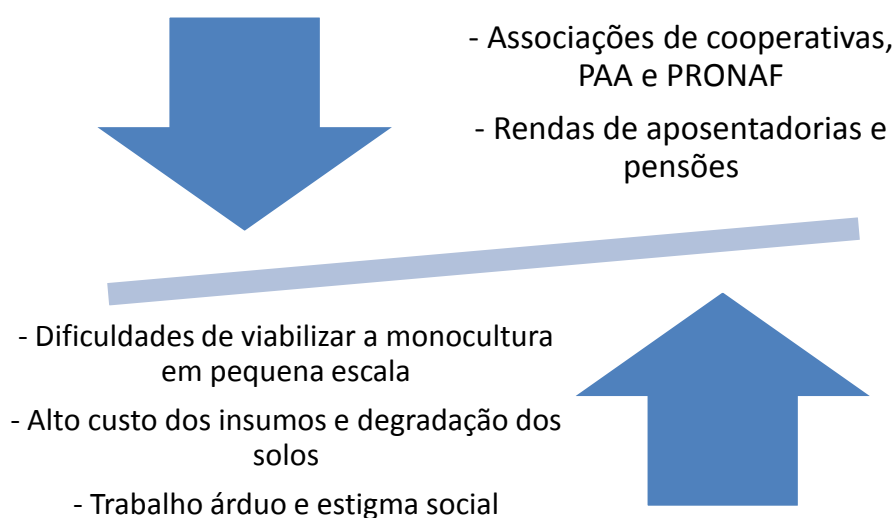 - Associações de cooperativas,
PAA e PRONAF
- Rendas de aposentadorias e
pensões
- Dificuldades de viabilizar a monocultura
em pequena escala
- Alto custo dos insumos e degradação dos
solos
- Trabalho árduo e estigma social